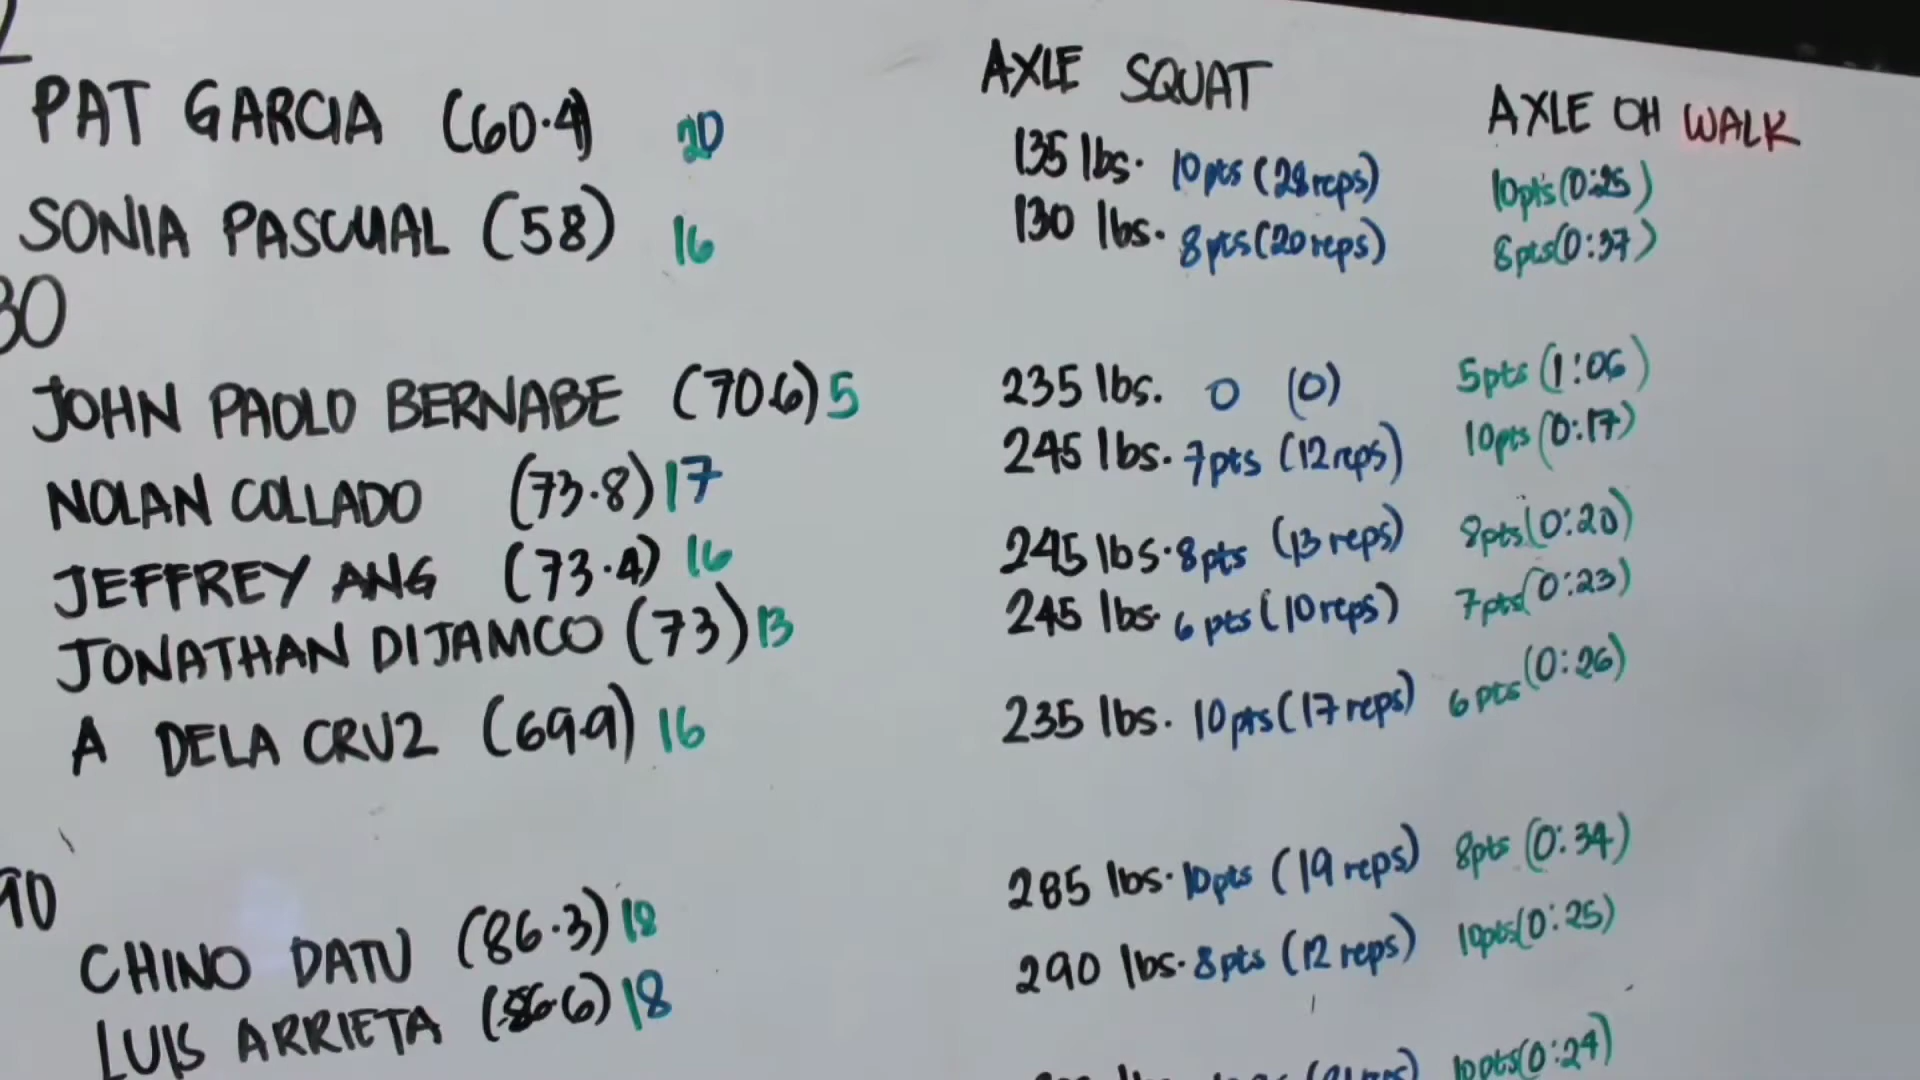 AXLE SQUAT AXLE OH WALK
PAT GARCIA (60.4) 20 135 lbs. 10pts (28reps) 10pts (0:25)
SONIA PASCUAL (58) 16 130 lbs. 8pts (20reps) 8pts (0:37)
30
JOHN PAOLO BERNABE (70.6) 5 235 lbs. 0 (0) 5pts (1:06)
NOLAN COLLADO (73.8) 17 245 lbs. 7pts (12reps) 10pts (0:17)
JEFFREY ANG (73.4) 16 245 lbs. 8pts (13 reps) 8pts (0:20)
JONATHAN DIJAMCO (73) 13 245 lbs. 6 pts (10reps) 7pts (0:23)
A DELA CRUZ (69.9) 16 235 lbs. 10pts (17 reps) 6 pts (0:26)
90
CHINO DATU (86.3) 18 285 lbs. 10pts (19 reps) 8pts (0:34)
LUIS ARRIETA (86.6) 18 290 lbs. 8pts (12 reps) 10pts (0:25)
10pts (0:24)